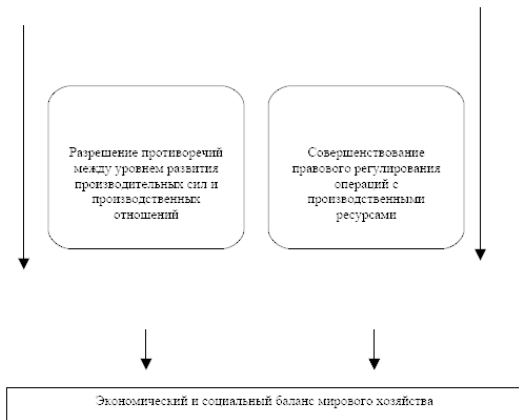 Разрешение противоречий
между уровнем развития
производительных сил и
производственных
отношений
Совершенствование
правового регулирования
операций с
производственными
ресурсами
Экономический и социальный баланс мирового хозяйства